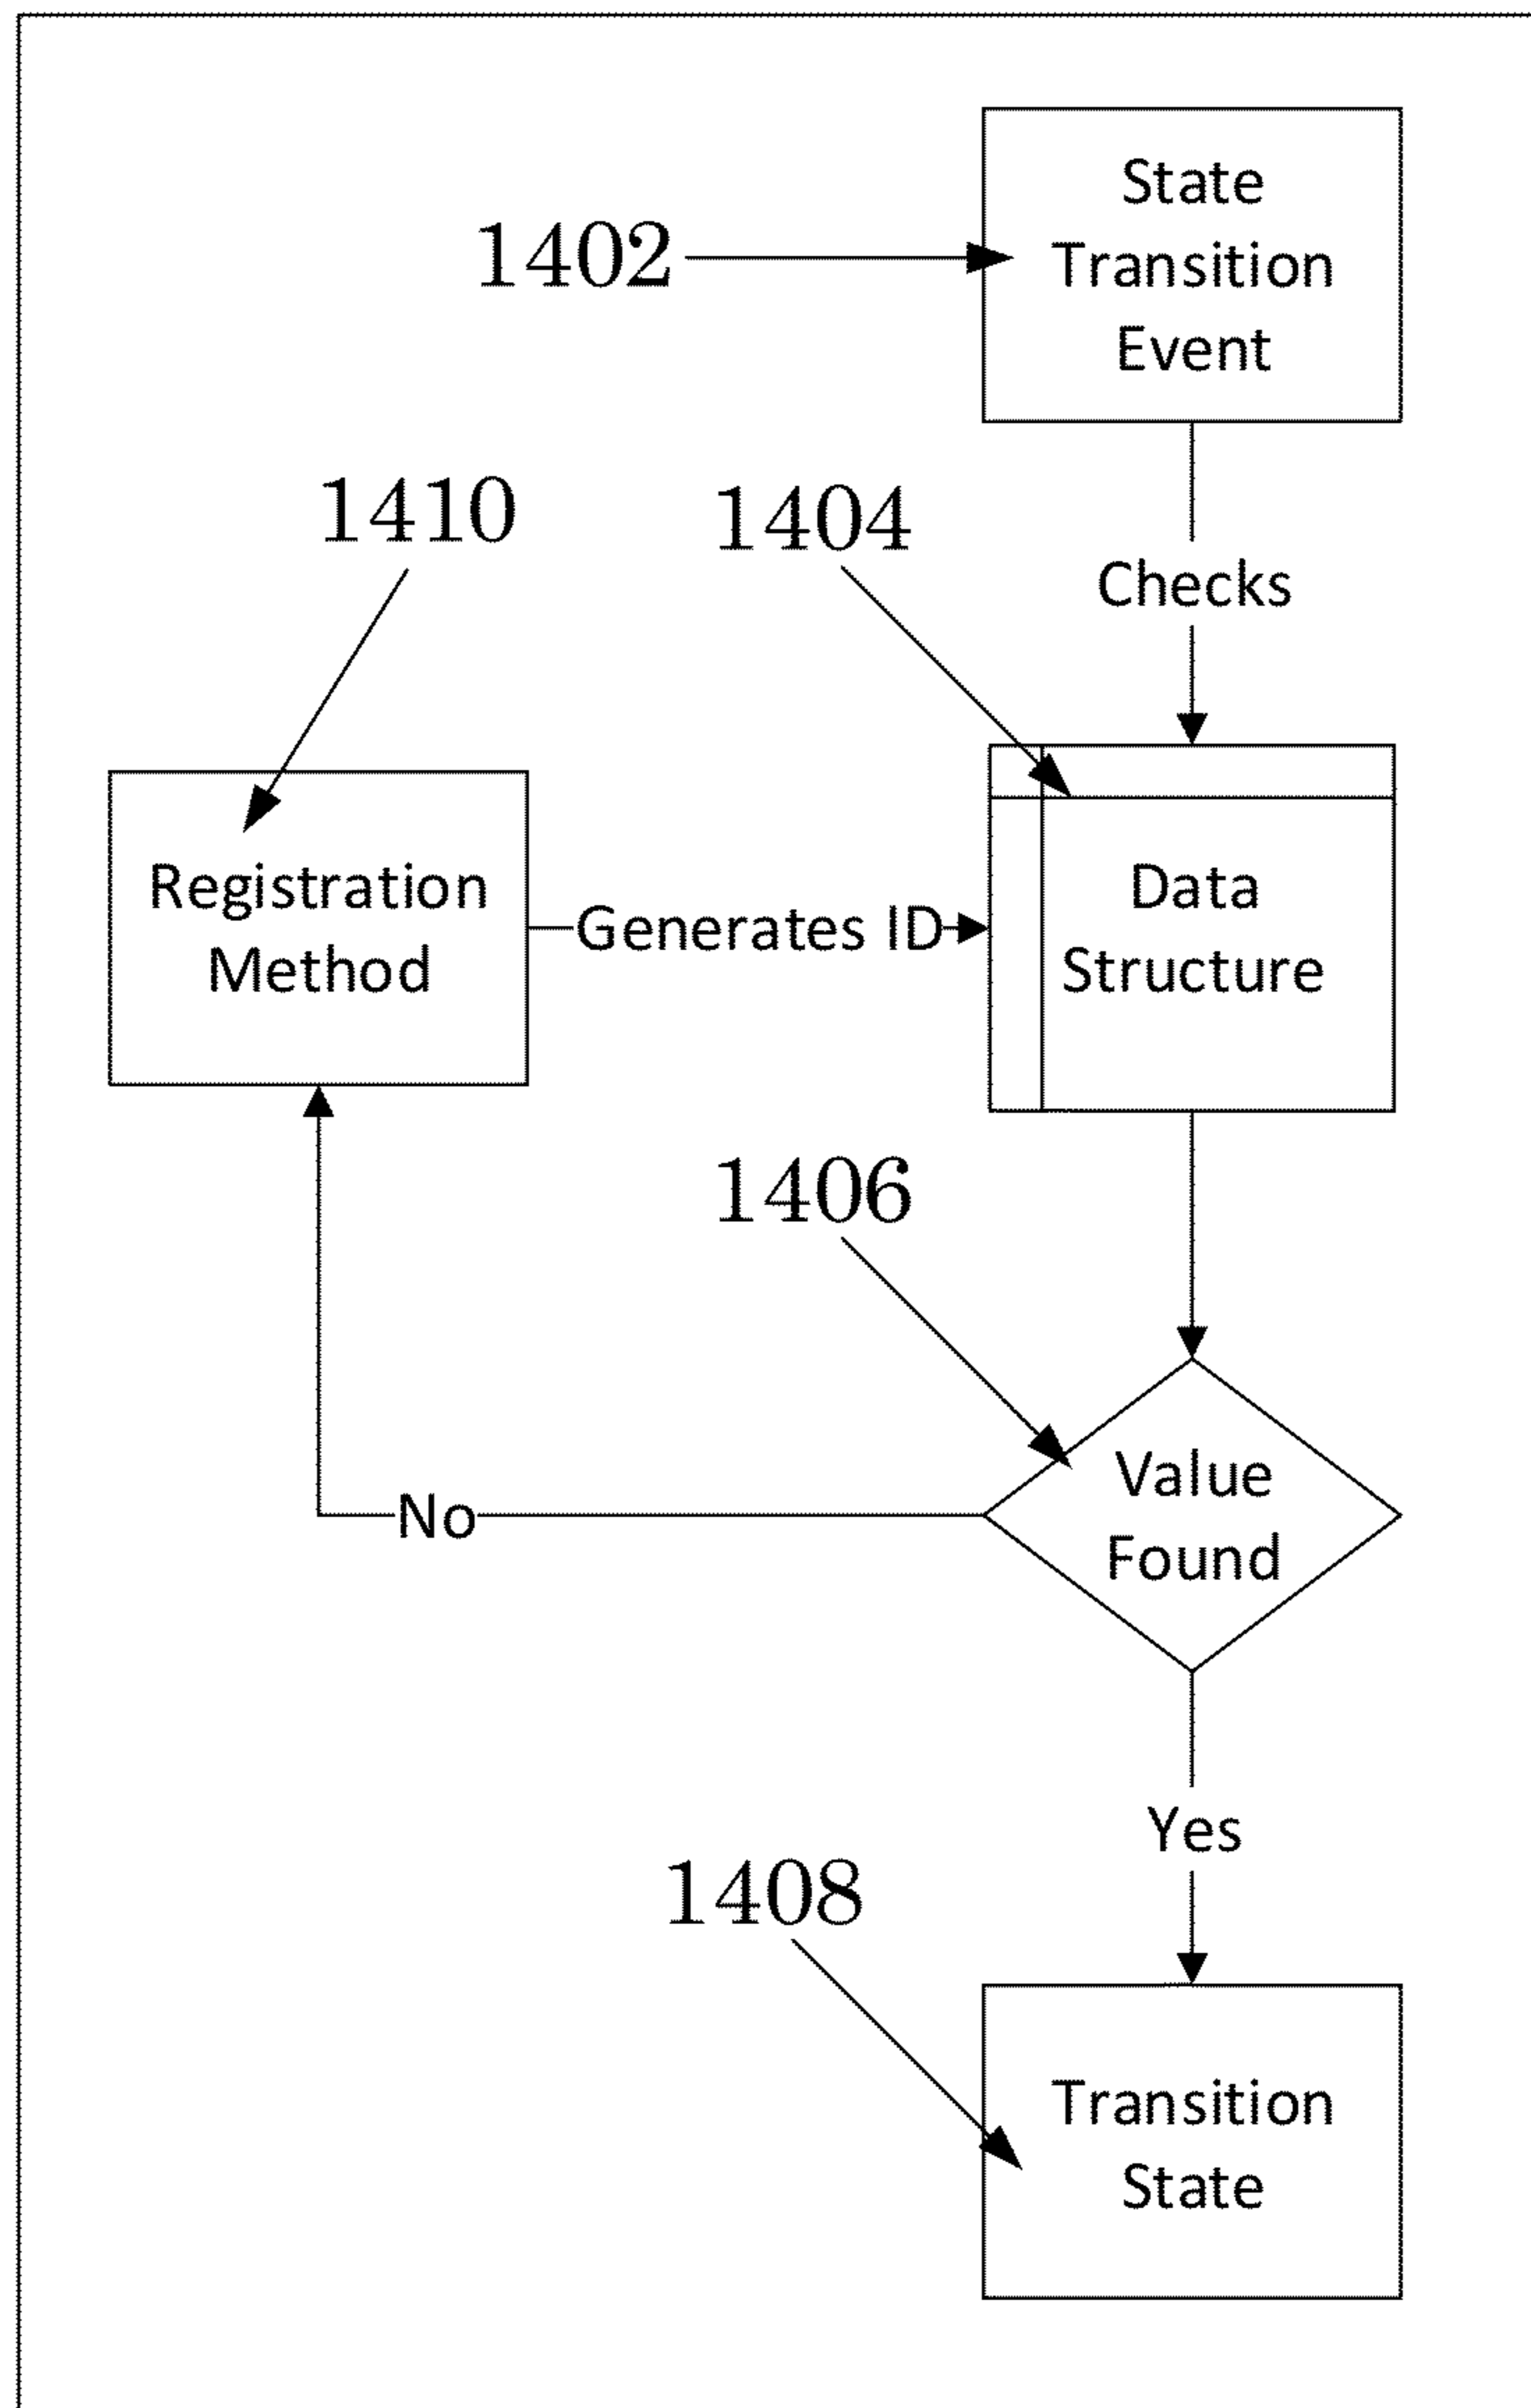 State
Transition
Event
1402
1410
1404
Checks
Registration
Method
Generates ID
Data
Structure
1406
Value
Found
No
Yes
1408
Transition
State